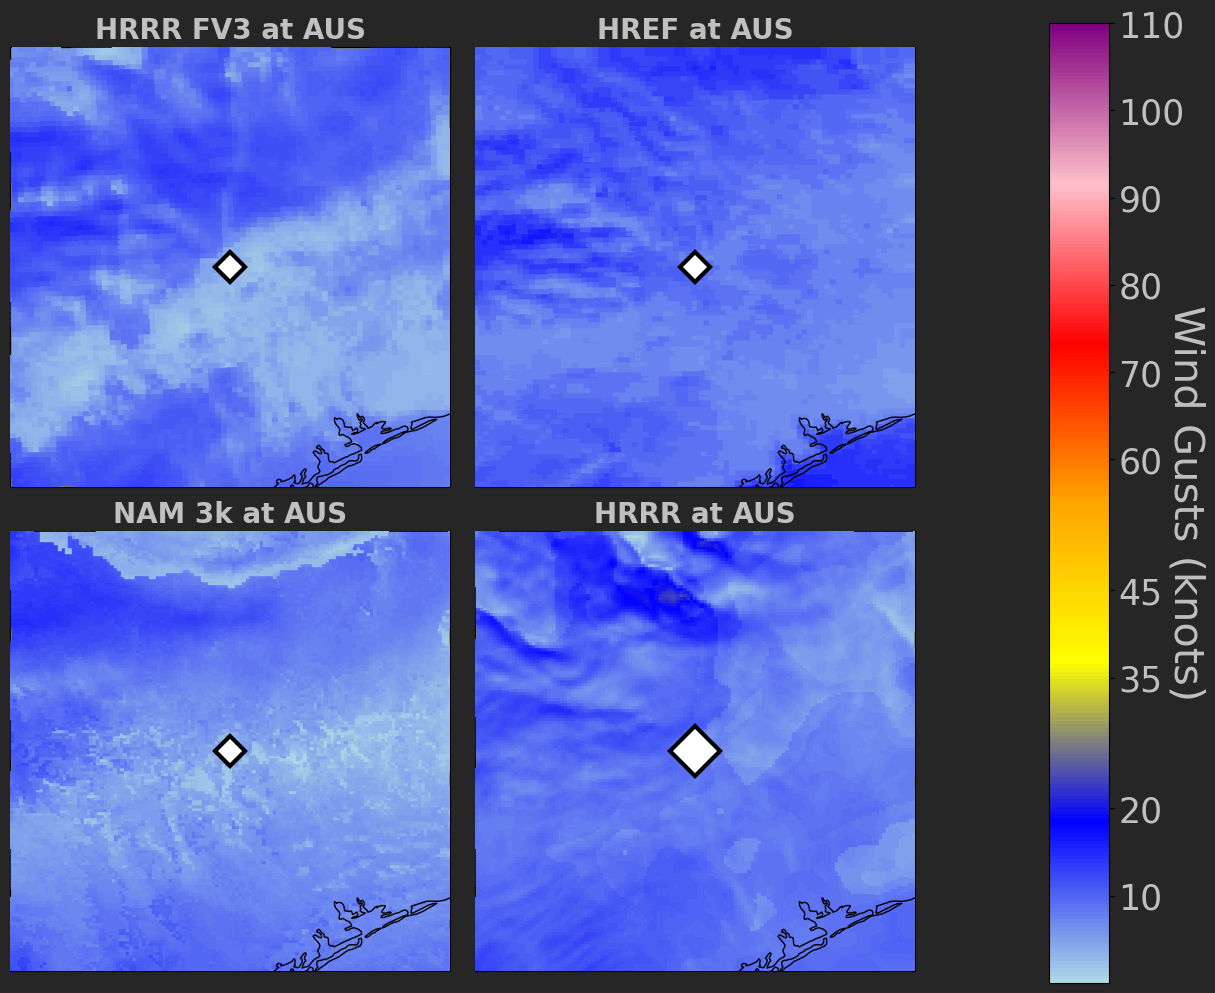 HRRR FV3 at AUS
HREF at AUS
NAM 3k at AUS
HRRR at AUS
110
100
90
80
70
60
45
35
20
10
Wind Gusts (knots)